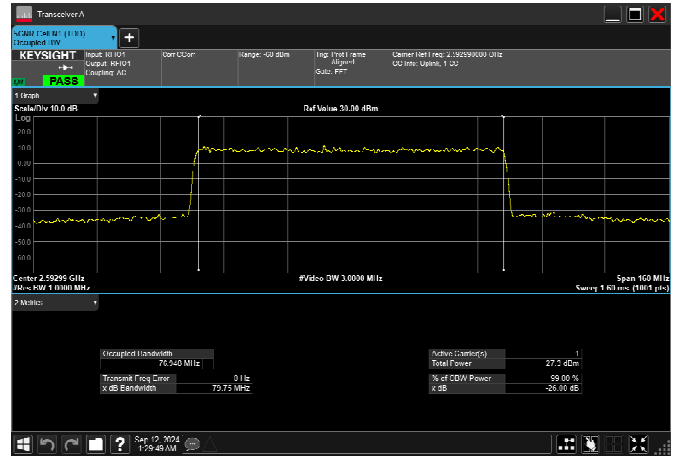 Transceiver A
Occupied BW
KEYSIGHT
Input: RFIO1
Output: RFIO1
Coupling: AC
Corr CCorr
Range: -60 dBm
Trig: Prot Frame
Aligned
Gate: FFT
Carrier Ref Freq: 2.592990000 GHz
CC Info: Uplink, 1 CC
PASS
1 Graph
Scale/Div 10.0 dB
Ref Value 30.00 dBm
Log
20.0
10.0
0.00
-10.0
-20.0
-30.0
-40.0
-50.0
-60.0
Center 2.59299 GHz
#Video BW 3.0000 MHz
Span 160 MHz
#Res BW 1.0000 MHz
Sweep 1.60 ms (1001 pts)
2 Metrics
Occupied Bandwidth
76.940 MHz
Transmit Freq Error 0 Hz
x dB Bandwidth 79.75 MHz
Active Carrier(s) 1
Total Power 27.3 dBm
% of OBW Power 99.00 %
x dB -26.00 dB
Sep 12, 2024
1:29:49 AM